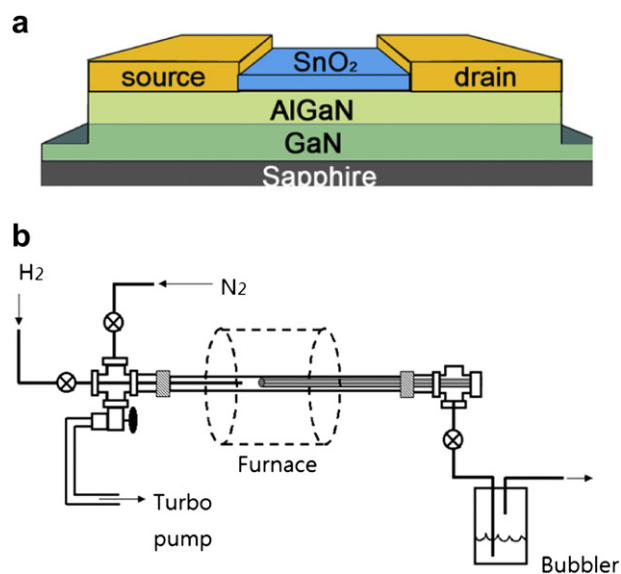 a
source
SnO₂
drain
AlGaN
GaN
Sapphire
b
H2
N2
Furnace
Turbo
pump
Bubbler